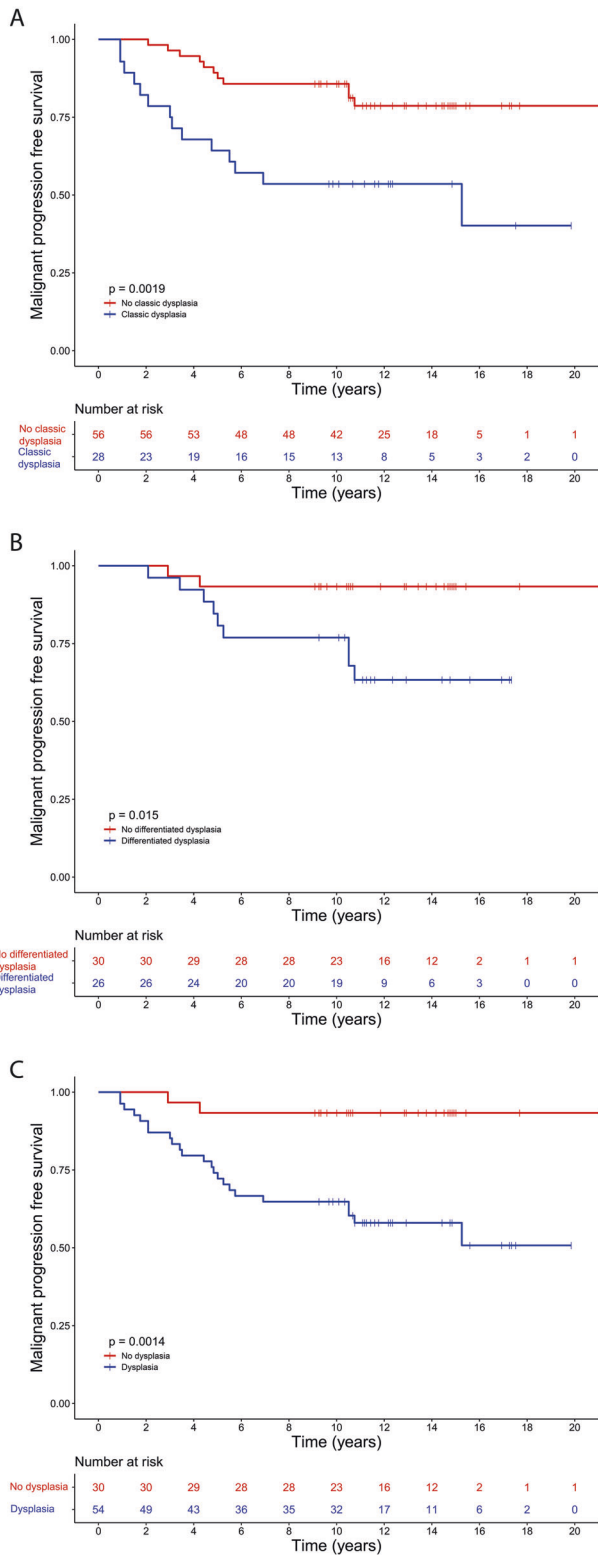 A
Malignant progression free survival
1.00
0.75
0.50
0.25
0.00
p = 0.0019
No classic dysplasia
Classic dysplasia
0 2 4 6 8 10 12 14 16 18 20
Time (years)
Number at risk
No classic
dysplasia
56 56 53 48 48 42 25 18 5 1 1
Classic
dysplasia
28 23 19 16 15 13 8 5 3 2 0
0 2 4 6 8 10 12 14 16 18 20
Time (years)
B
Malignant progression free survival
1.00
0.75
0.50
0.25
0.00
p = 0.015
No differentiated dysplasia
Differentiated dysplasia
0 2 4 6 8 10 12 14 16 18 20
Time (years)
Number at risk
No differentiated
dysplasia
30 30 29 28 28 23 16 12 2 1 1
Differentiated
dysplasia
26 26 24 20 20 19 9 6 3 0 0
0 2 4 6 8 10 12 14 16 18 20
Time (years)
C
Malignant progression free survival
1.00
0.75
0.50
0.25
0.00
p = 0.0014
No dysplasia
Dysplasia
0 2 4 6 8 10 12 14 16 18 20
Time (years)
Number at risk
No dysplasia 30 30 29 28 28 23 16 12 2 1 1
Dysplasia 54 49 43 36 35 32 17 11 6 2 0
0 2 4 6 8 10 12 14 16 18 20
Time (years)